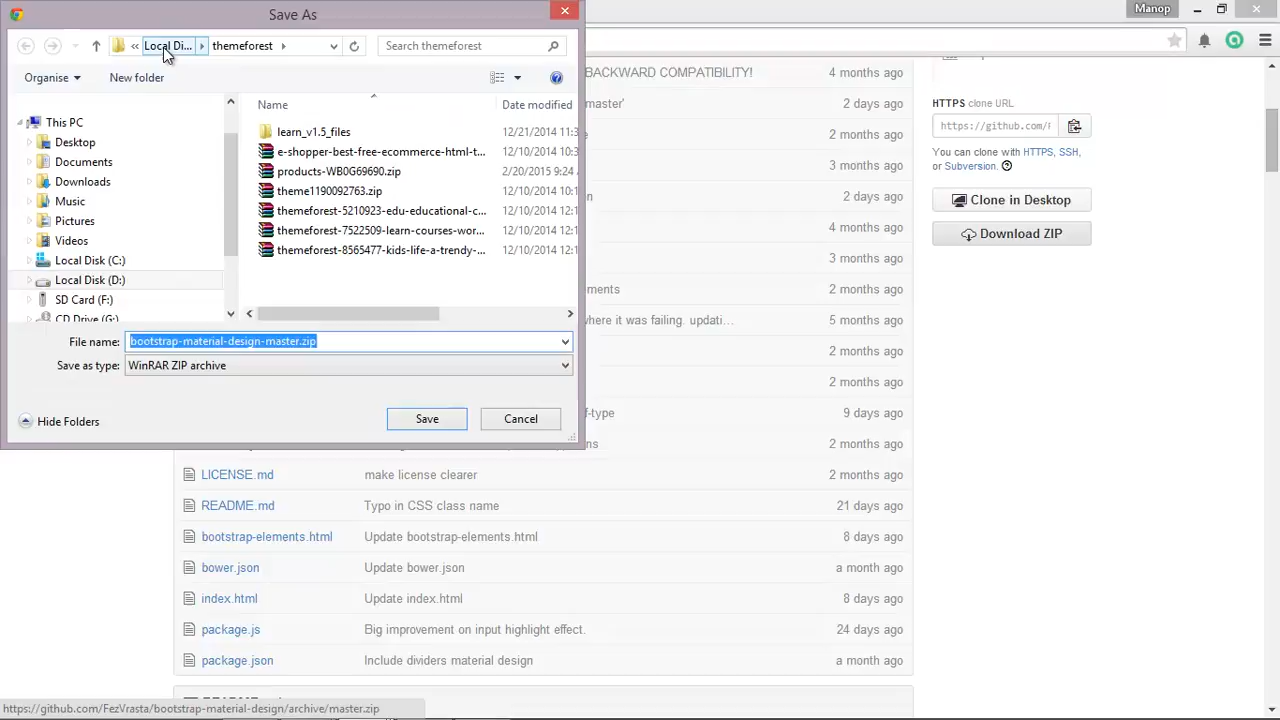 Save As
Manop
« Local Di... themeforest
Search themeforest
Organise
New folder
Name
Date modified
This PC
Desktop
Documents
Downloads
Music
Pictures
Videos
Local Disk (C:)
Local Disk (D:)
SD Card (F:)
CD Drive (G:)
learn_v1.5_files 12/21/2014 11:3
e-shopper-best-free-ecommerce-html-t... 12/10/2014 10:3
products-WB0G69690.zip 2/20/2015 9:24
theme1190092763.zip 12/10/2014 10:1
themeforest-5210923-edu-educational-c... 12/10/2014 12:1
themeforest-7522509-learn-courses-wor... 12/10/2014 12:1
themeforest-8565477-kids-life-a-trendy-... 12/10/2014 12:1
File name: bootstrap-material-design-master.zip
Save as type: WinRAR ZIP archive
Hide Folders
Save
Cancel
BACKWARD COMPATIBILITY! 4 months ago
master' 2 days ago
2 months ago
3 months ago
n 2 days ago
4 months ago
3 months ago
ements 2 months ago
where it was failing. updati... 5 months ago
2 months ago
2 months ago
f-type 9 days ago
ns 2 months ago
LICENSE.md make license clearer 2 months ago
README.md Typo in CSS class name 21 days ago
bootstrap-elements.html Update bootstrap-elements.html 8 days ago
bower.json Update bower.json a month ago
index.html Update index.html 8 days ago
package.js Big improvement on input highlight effect. 24 days ago
package.json Include dividers material design a month ago
HTTPS clone URL
https://github.com/F
You can clone with HTTPS, SSH,
or Subversion.
Clone in Desktop
Download ZIP
https://github.com/FezVrasta/bootstrap-material-design/archive/master.zip